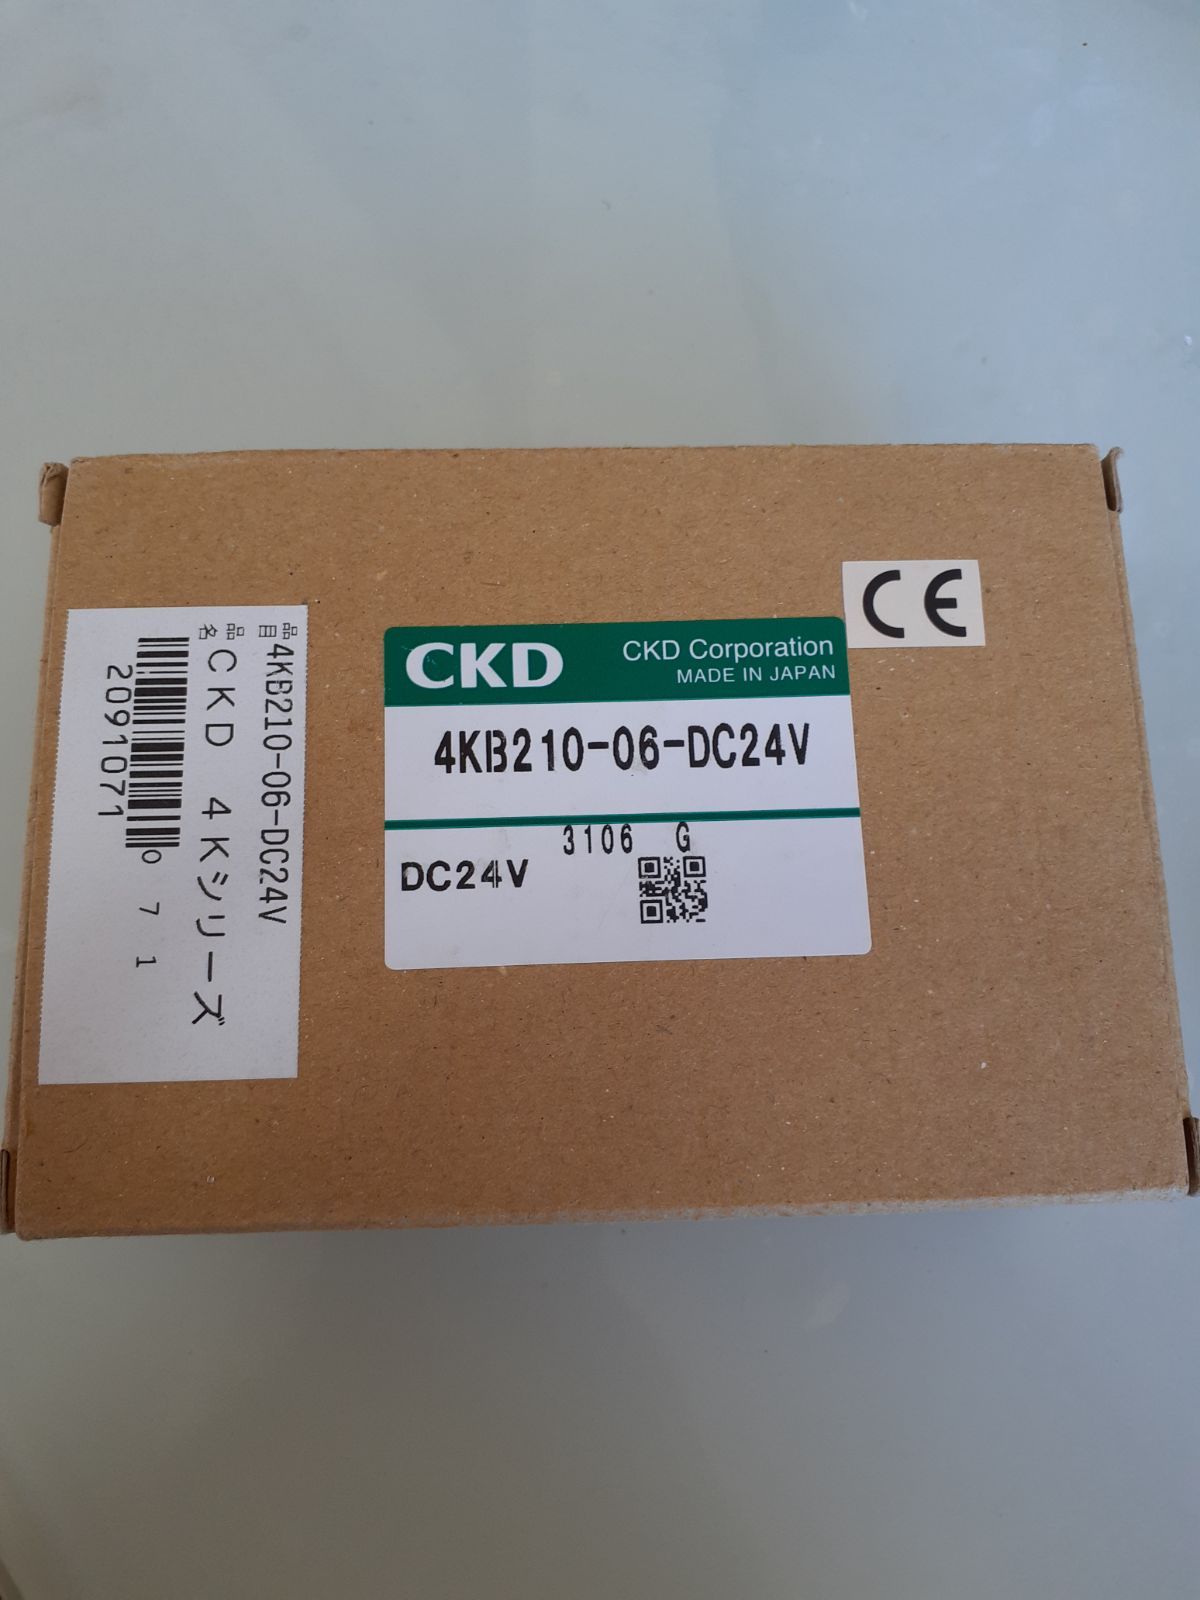 品目 4KB210-06-DC24V
品名 CKD 4Kシリーズ
0 7 1
2091071
CKD
CKD Corporation
MADE IN JAPAN
CE
4KB210-06-DC24V
3106 G
DC24V